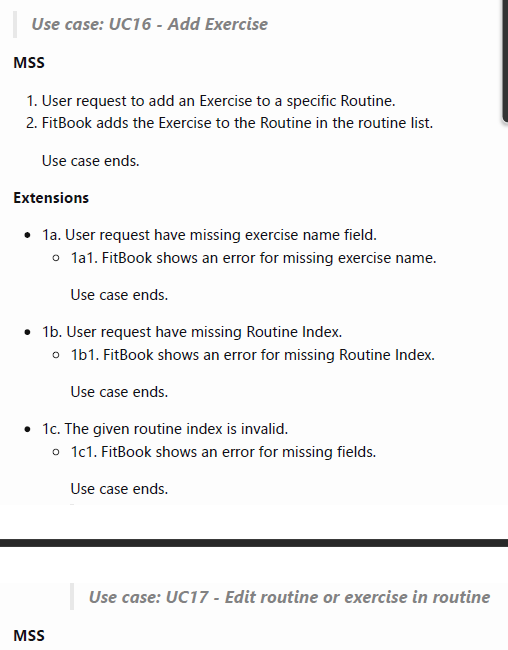 Use case: UC16 - Add Exercise
MSS
1. User request to add an Exercise to a specific Routine.
2. FitBook adds the Exercise to the Routine in the routine list.
Use case ends.
Extensions
• 1a. User request have missing exercise name field.
◦ 1a1. FitBook shows an error for missing exercise name.
Use case ends.
• 1b. User request have missing Routine Index.
◦ 1b1. FitBook shows an error for missing Routine Index.
Use case ends.
• 1c. The given routine index is invalid.
◦ 1c1. FitBook shows an error for missing fields.
Use case ends.
Use case: UC17 - Edit routine or exercise in routine
MSS